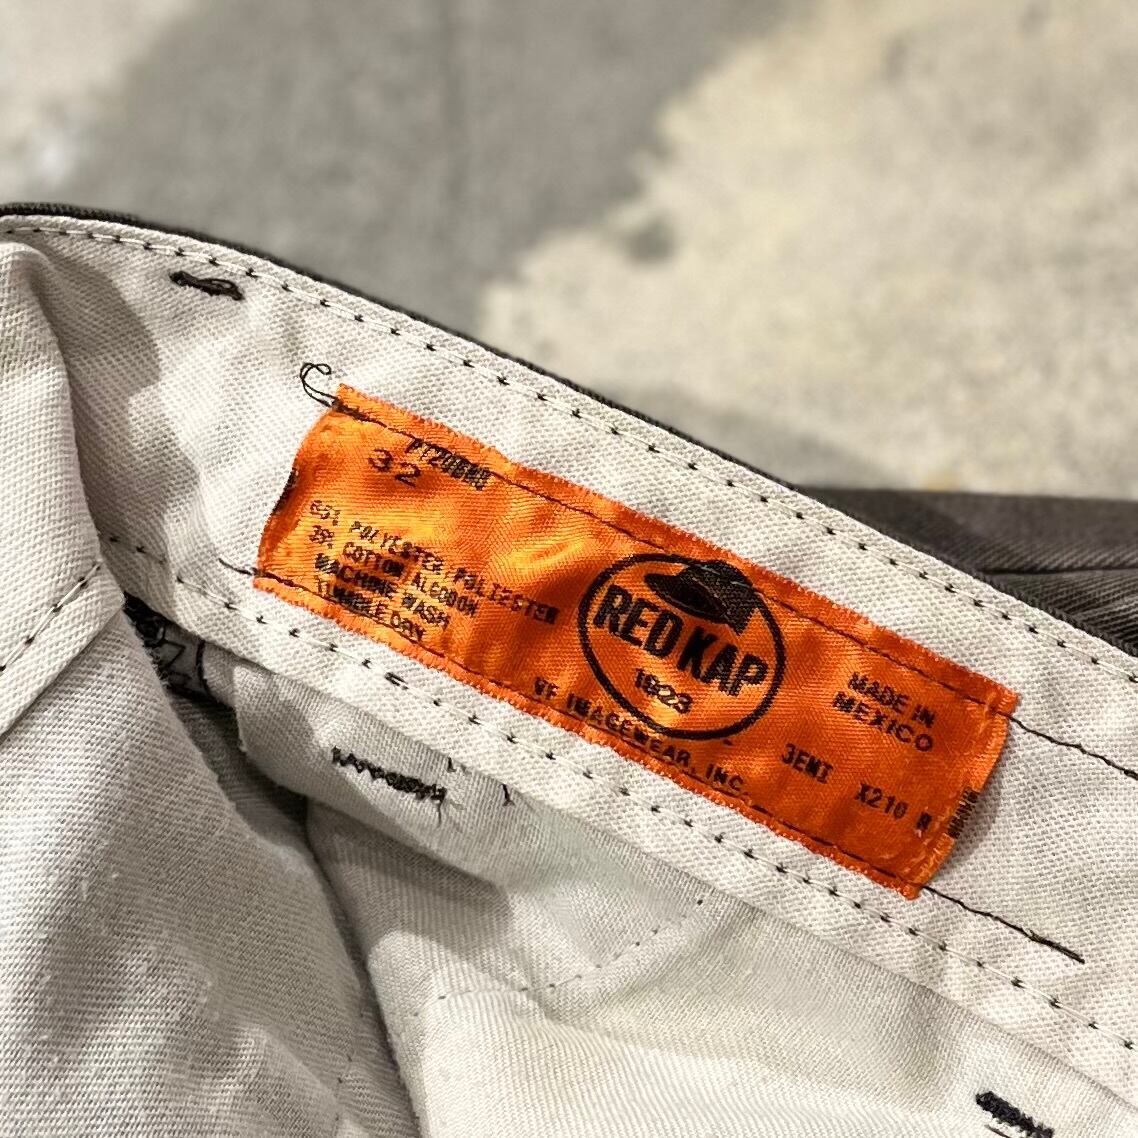 32
65% POLYESTER POLIESTER
35% COTTON/ALGODON
MACHINE WASH
TUMBLE DRY
RED KAP
1923
VF IMAGEWEAR, INC.
MADE IN
MEXICO
3EMI X210 R